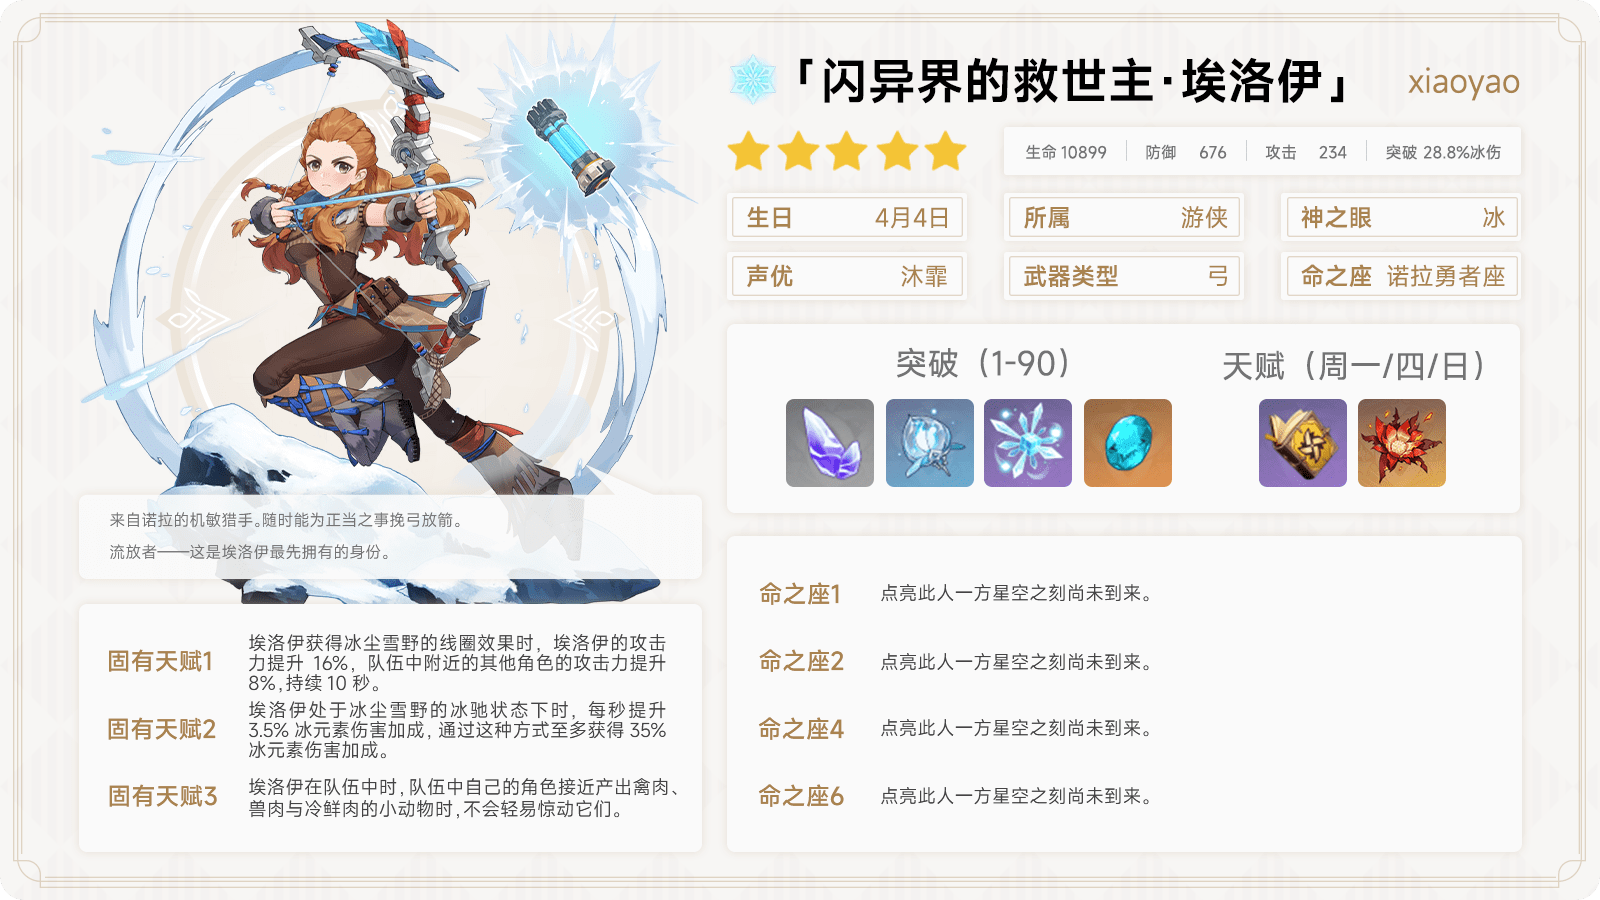 「闪异界的救世主·埃洛伊」
xiaoyao
生命 10899 防御 676 攻击 234 突破 28.8%冰伤
生日 4月4日
所属 游侠
神之眼 冰
声优 沐霏
武器类型 弓
命之座 诺拉勇者座
突破（1-90）
天赋（周一/四/日）
来自诺拉的机敏猎手。随时能为正当之事挽弓放箭。
流放者——这是埃洛伊最先拥有的身份。
固有天赋1
埃洛伊获得冰尘雪野的线圈效果时，埃洛伊的攻击
力提升 16%，队伍中附近的其他角色的攻击力提升
8%,持续 10 秒。
固有天赋2
埃洛伊处于冰尘雪野的冰驰状态下时，每秒提升
3.5% 冰元素伤害加成，通过这种方式至多获得 35%
冰元素伤害加成。
固有天赋3
埃洛伊在队伍中时,队伍中自己的角色接近产出禽肉、
兽肉与冷鲜肉的小动物时,不会轻易惊动它们。
命之座1 点亮此人一方星空之刻尚未到来。
命之座2 点亮此人一方星空之刻尚未到来。
命之座4 点亮此人一方星空之刻尚未到来。
命之座6 点亮此人一方星空之刻尚未到来。